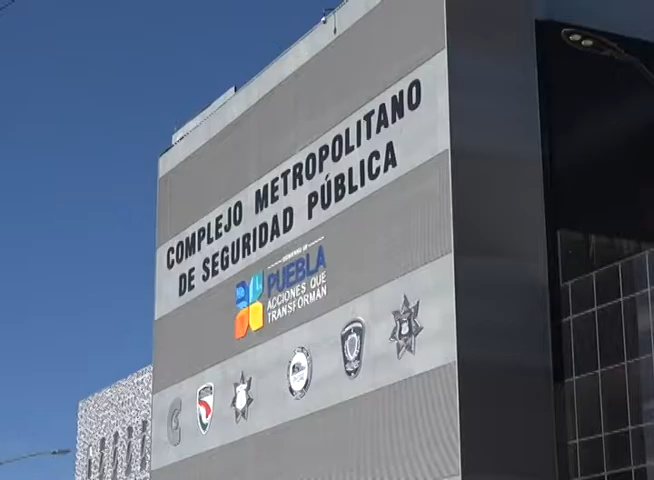 COMPLEJO METROPOLITANO
DE SEGURIDAD PÚBLICA
PUEBLA
ACCIONES QUE
TRANSFORMAN